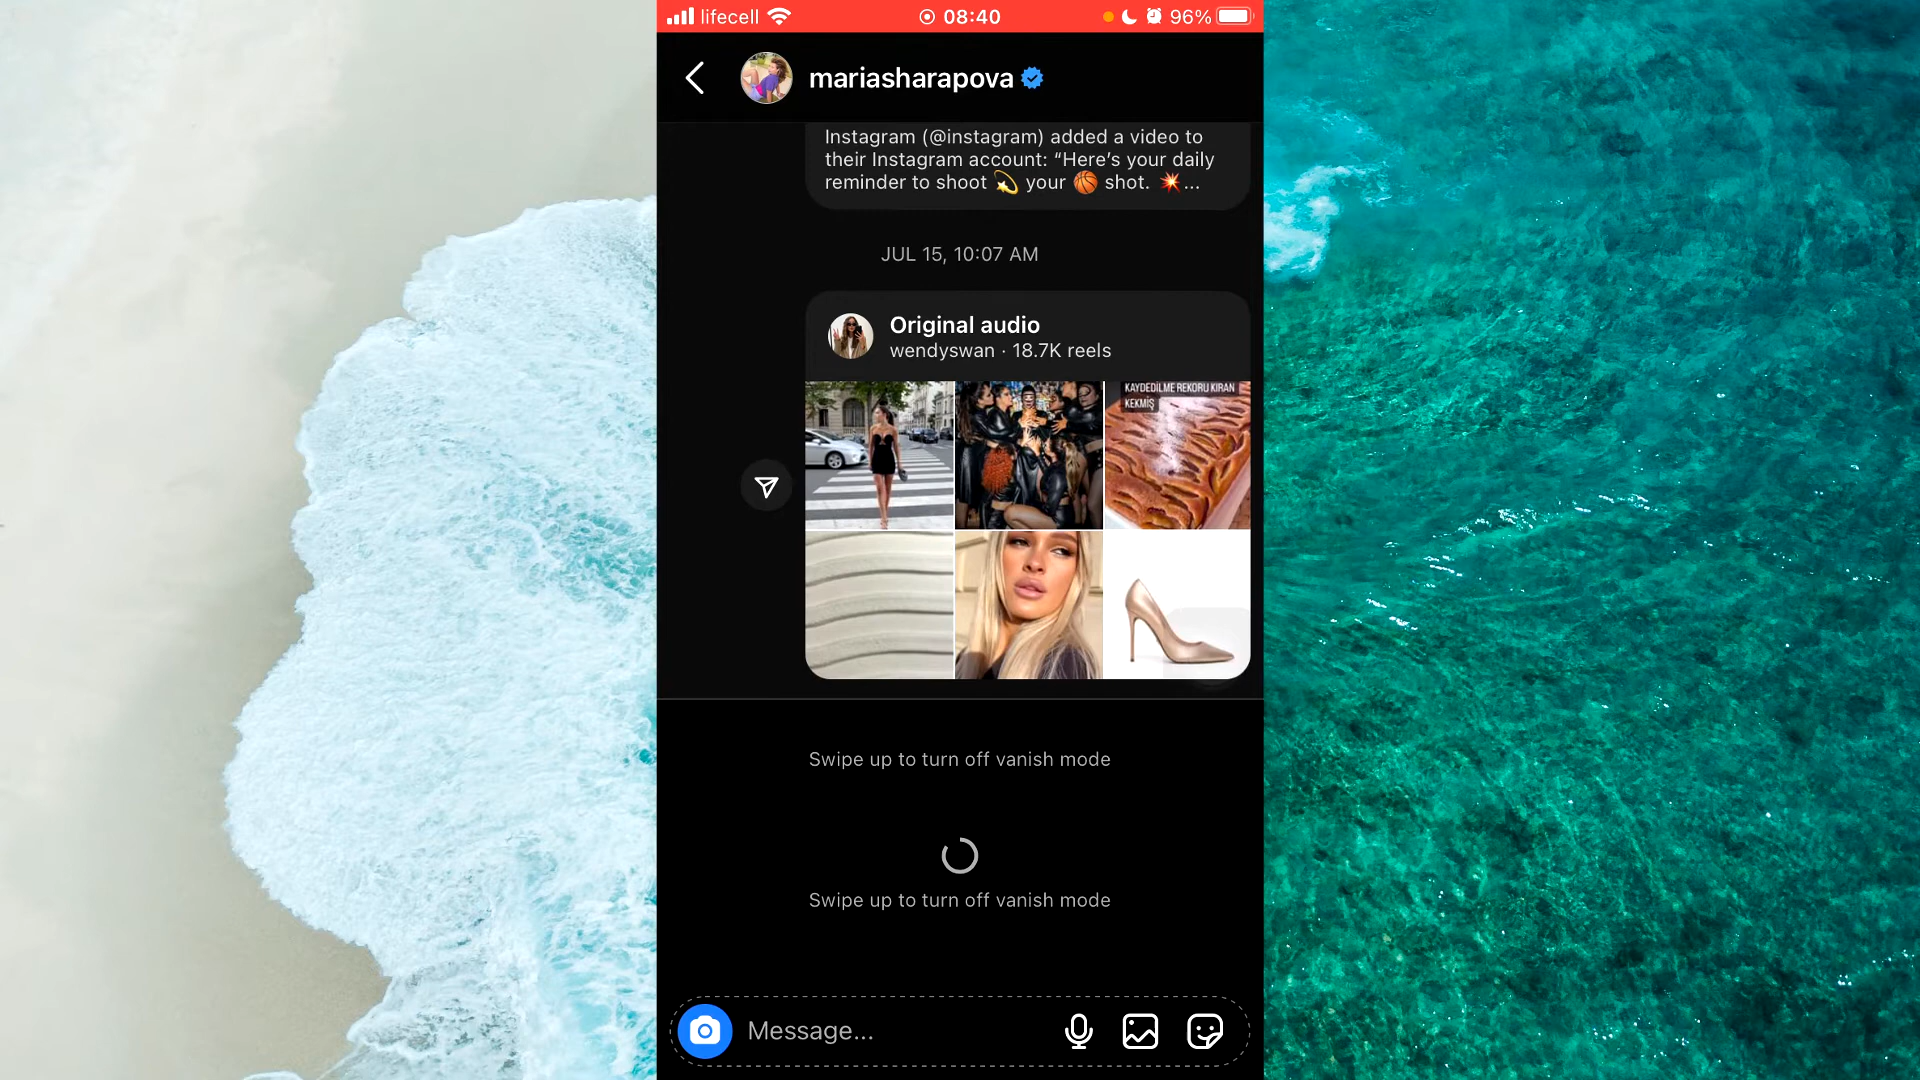 lifecell 08:40 96%
mariasharapova
Instagram (@instagram) added a video to
their Instagram account: “Here’s your daily
reminder to shoot 💫 your 🏀 shot. 💥...
JUL 15, 10:07 AM
Original audio
wendyswan · 18.7K reels
KAYDEDİLME REKORU KIRAN
KEKMİŞ
Swipe up to turn off vanish mode
Swipe up to turn off vanish mode
Message...